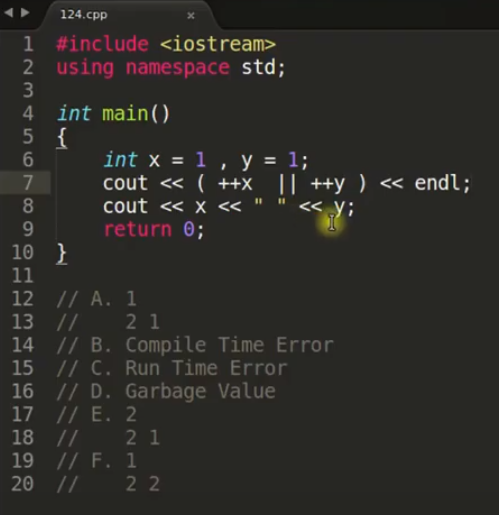 124.cpp x
1 #include <iostream>
2 using namespace std;
3
4 int main()
5 {
6     int x = 1 , y = 1;
7     cout << ( ++x  || ++y ) << endl;
8     cout << x << " " << y;
9     return 0;
10 }
11
12 // A. 1
13 //    2 1
14 // B. Compile Time Error
15 // C. Run Time Error
16 // D. Garbage Value
17 // E. 2
18 //    2 1
19 // F. 1
20 //    2 2